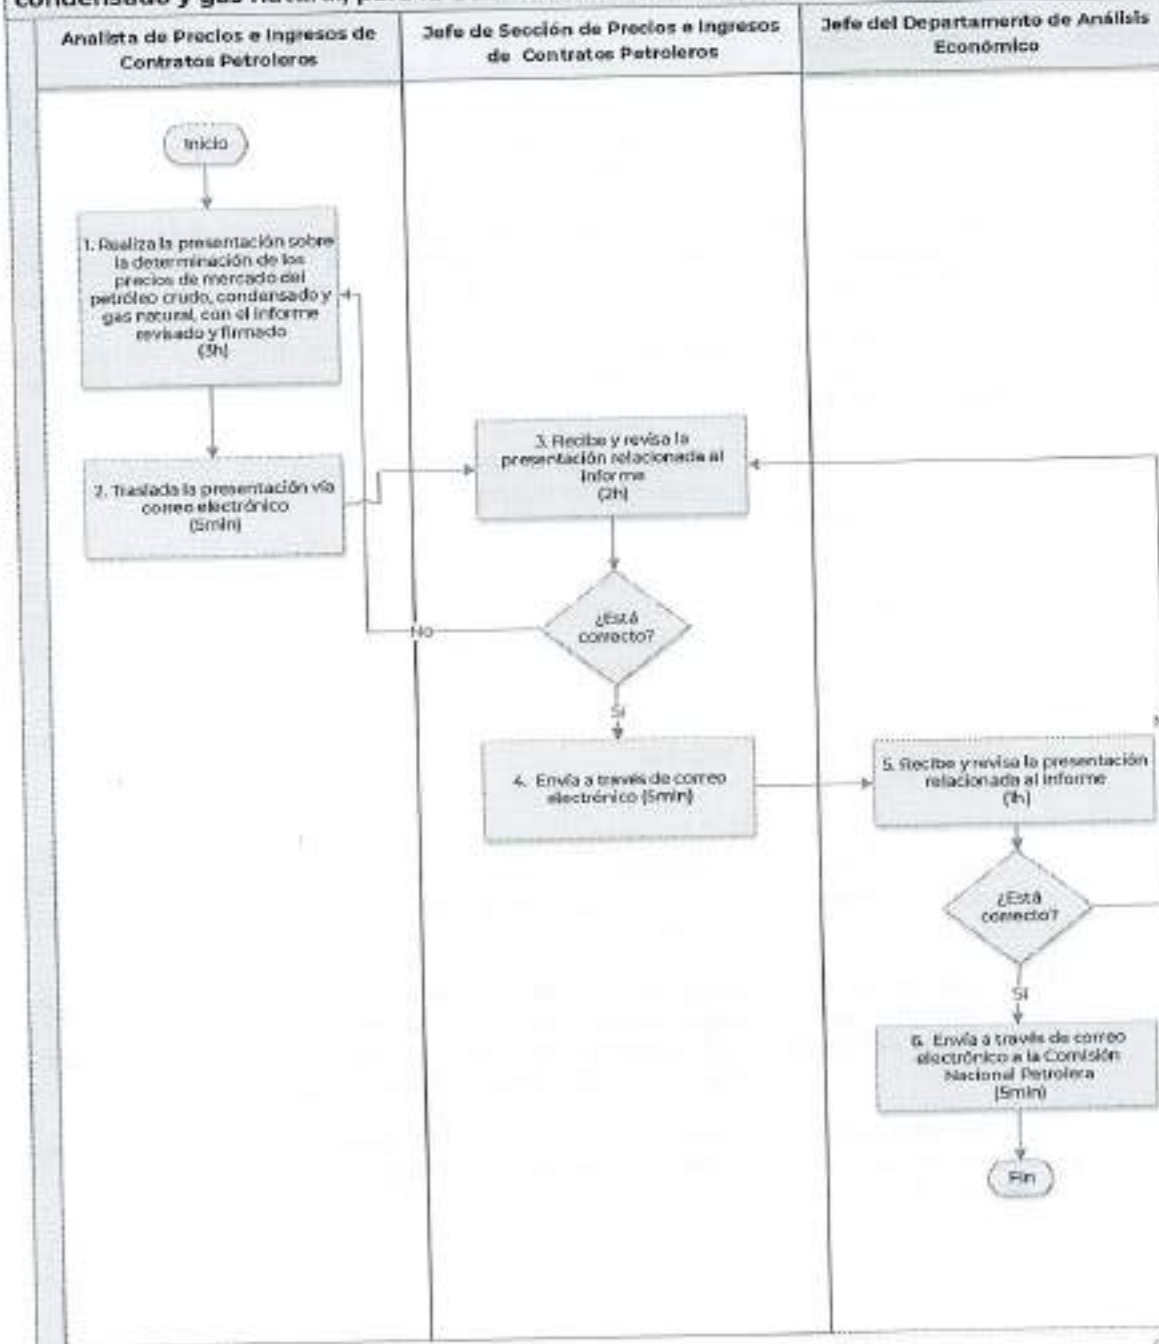 condensado y gas natural, para la
Analista de Precios e Ingresos de
Contratos Petroleros
Jefe de Sección de Precios e Ingresos
de Contratos Petroleros
Jefe del Departamento de Análisis
Económico
Inicio
1. Realiza la presentación sobre
la determinación de los
precios de mercado del
petróleo crudo, condensado y
gas natural, con el informe
revisado y firmado
(3h)
2. Traslada la presentación vía
correo electrónico
(5min)
3. Recibe y revisa la
presentación relacionada al
informe
(2h)
¿Está
correcto?
No
Si
4. Envía a través de correo
electrónico (5min)
5. Recibe y revisa la presentación
relacionada al informe
(1h)
¿Está
correcto?
Si
6. Envía a través de correo
electrónico a la Comisión
Nacional Petrolera
(5min)
Fin